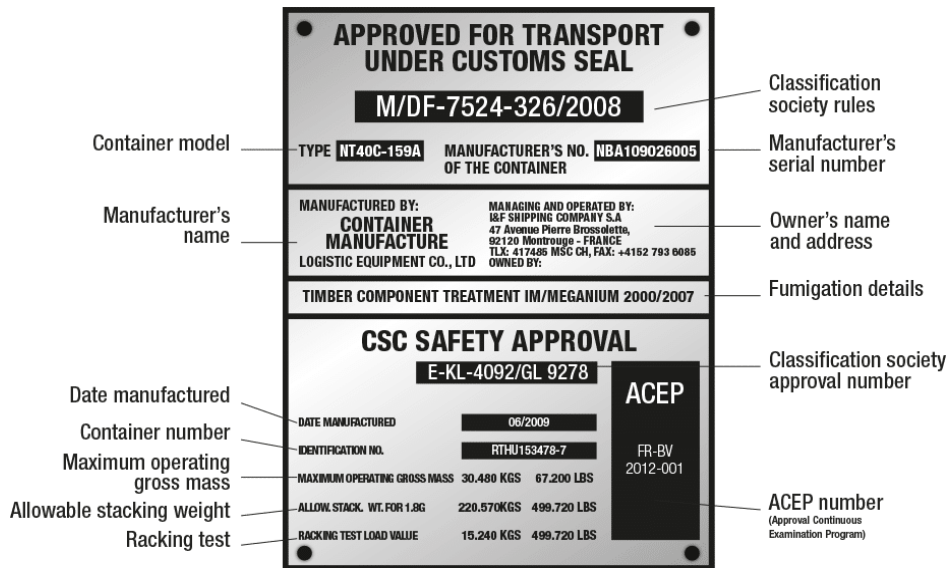 APPROVED FOR TRANSPORT
UNDER CUSTOMS SEAL
M/DF-7524-326/2008
Classification
society rules
Container model
TYPE NT40C-159A MANUFACTURER'S NO. NBA109026005
OF THE CONTAINER
Manufacturer's
serial number
Manufacturer's
name
MANUFACTURED BY:
CONTAINER
MANUFACTURE
LOGISTIC EQUIPMENT CO., LTD
MANAGING AND OPERATED BY:
I&F SHIPPING COMPANY S.A
47 Avenue Pierre Brossolette,
92120 Montrouge - FRANCE
TLX: 417485 MSC CH, FAX: +4152 793 6085
OWNED BY:
Owner's name
and address
TIMBER COMPONENT TREATMENT IM/MEGANIUM 2000/2007
Fumigation details
CSC SAFETY APPROVAL
E-KL-4092/GL 9278
Classification society
approval number
ACEP
FR-BV
2012-001
Date manufactured
DATE MANUFACTURED 06/2009
Container number
IDENTIFICATION NO. RTHU153478-7
Maximum operating
gross mass
MAXIMUM OPERATING GROSS MASS 30.480 KGS 67.200 LBS
Allowable stacking weight
ALLOW. STACK. WT. FOR 1.8G 220.570KGS 499.720 LBS
Racking test
RACKING TEST LOAD VALUE 15.240 KGS 499.720 LBS
ACEP number
(Approval Continuous
Examination Program)